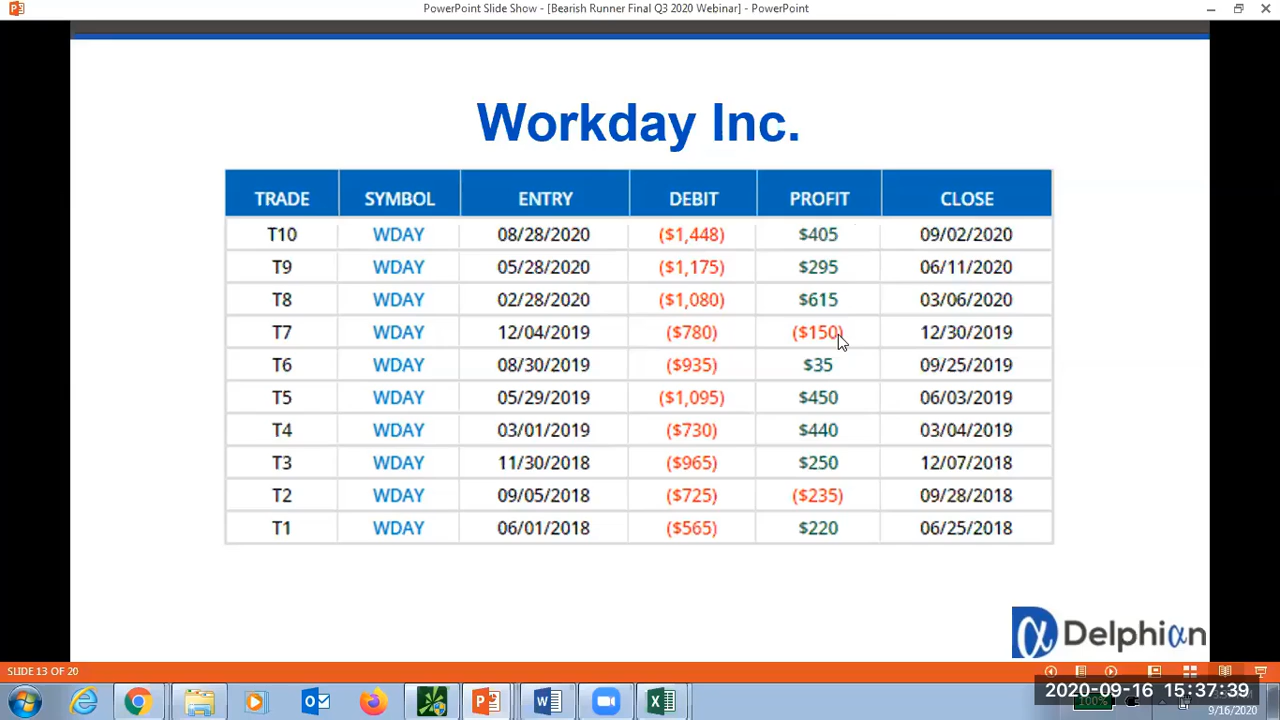 PowerPoint Slide Show - [Bearish Runner Final Q3 2020 Webinar] - PowerPoint
Workday Inc.
TRADE SYMBOL ENTRY DEBIT PROFIT CLOSE
T10 WDAY 08/28/2020 ($1,448) $405 09/02/2020
T9 WDAY 05/28/2020 ($1,175) $295 06/11/2020
T8 WDAY 02/28/2020 ($1,080) $615 03/06/2020
T7 WDAY 12/04/2019 ($780) ($150) 12/30/2019
T6 WDAY 08/30/2019 ($935) $35 09/25/2019
T5 WDAY 05/29/2019 ($1,095) $450 06/03/2019
T4 WDAY 03/01/2019 ($730) $440 03/04/2019
T3 WDAY 11/30/2018 ($965) $250 12/07/2018
T2 WDAY 09/05/2018 ($725) ($235) 09/28/2018
T1 WDAY 06/01/2018 ($565) $220 06/25/2018
α Delphiαn
SLIDE 13 OF 20
2020-09-16 15:37:39
100%
9/16/2020